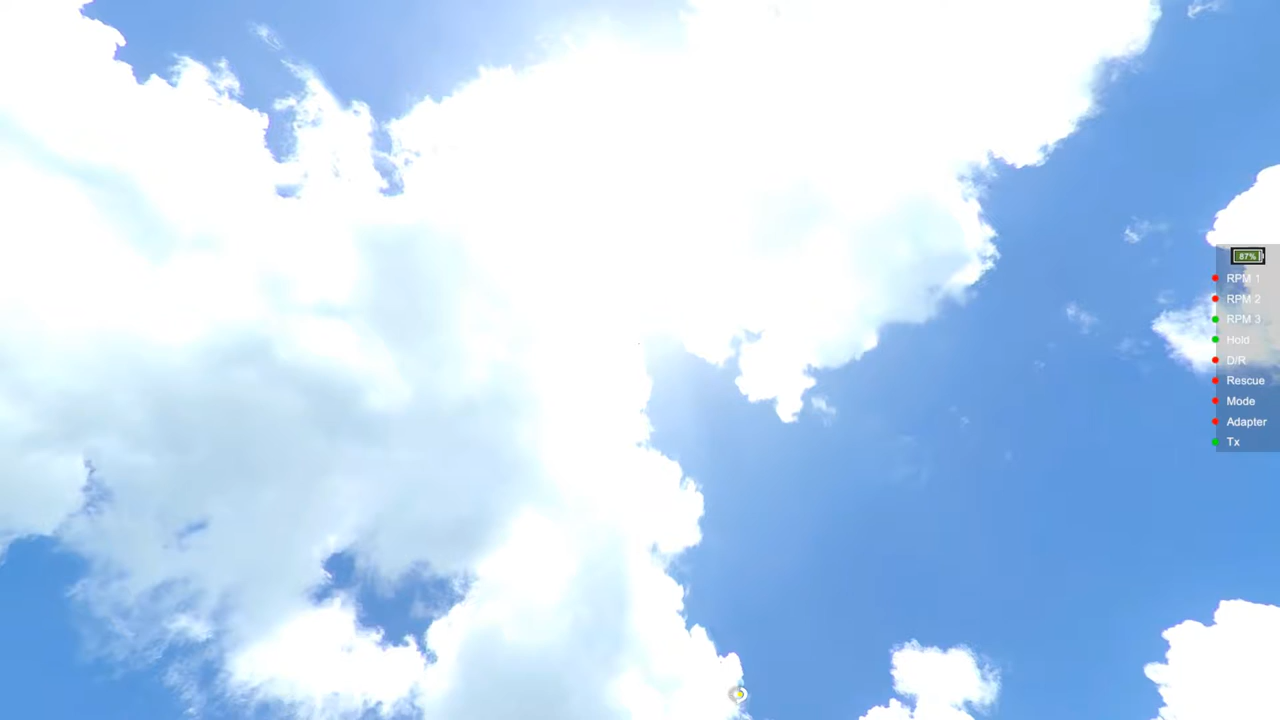 87%
RPM 1
RPM 2
RPM 3
Hold
D/R
Rescue
Mode
Adapter
Tx